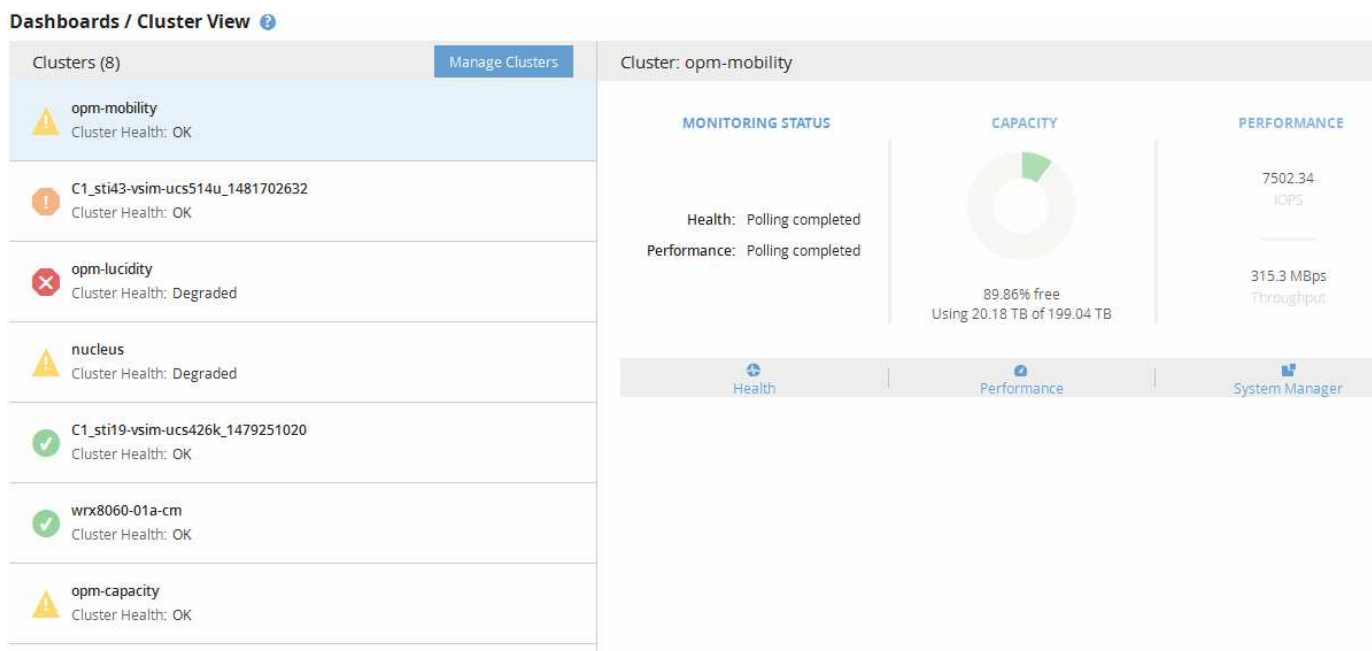 Dashboards / Cluster View ?
Clusters (8)
Manage Clusters
opm-mobility
Cluster Health: OK
C1_sti43-vsim-ucs514u_1481702632
Cluster Health: OK
opm-lucidity
Cluster Health: Degraded
nucleus
Cluster Health: Degraded
C1_sti19-vsim-ucs426k_1479251020
Cluster Health: OK
wrx8060-01a-cm
Cluster Health: OK
opm-capacity
Cluster Health: OK
Cluster: opm-mobility
MONITORING STATUS
Health: Polling completed
Performance: Polling completed
CAPACITY
89.86% free
Using 20.18 TB of 199.04 TB
PERFORMANCE
7502.34
IOPS
315.3 MBps
Throughput
Health
Performance
System Manager